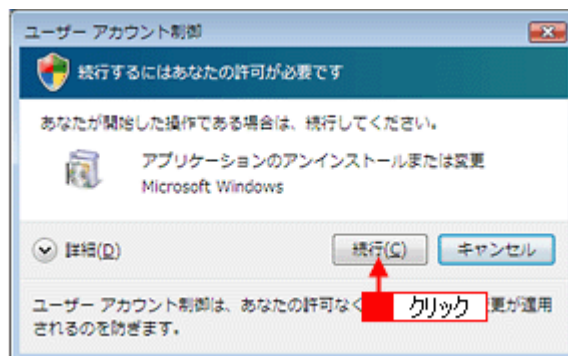 ユーザー アカウント制御
続行するにはあなたの許可が必要です
あなたが開始した操作である場合は、続行してください。
アプリケーションのアンインストールまたは変更
Microsoft Windows
詳細(D)
続行(C)
キャンセル
ユーザー アカウント制御は、あなたの許可なく
クリック
更が適用
されるのを防ぎます。